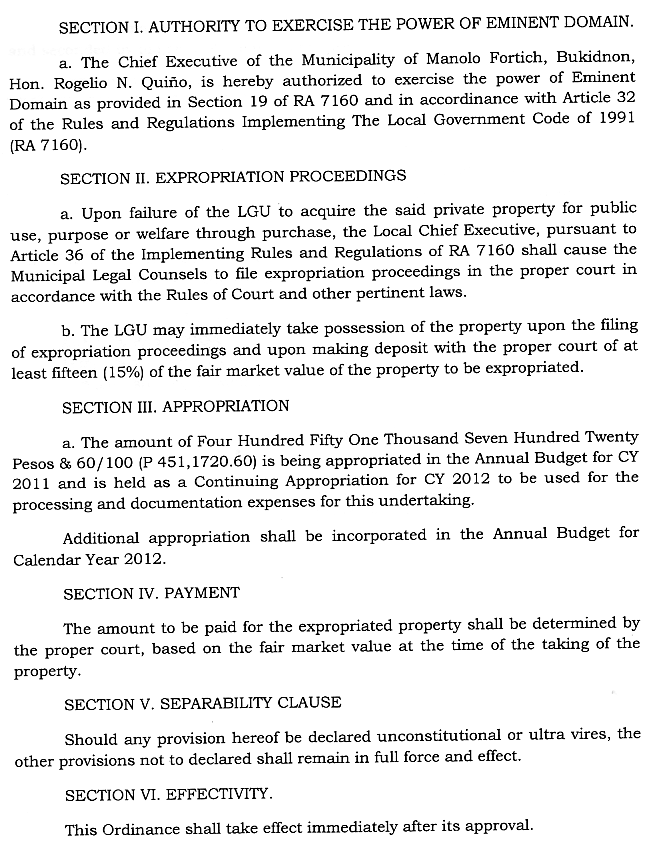 SECTION I. AUTHORITY TO EXERCISE THE POWER OF EMINENT DOMAIN.
a. The Chief Executive of the Municipality of Manolo Fortich, Bukidnon,
Hon. Rogelio N. Quiño, is hereby authorized to exercise the power of Eminent
Domain as provided in Section 19 of RA 7160 and in accordinance with Article 32
of the Rules and Regulations Implementing The Local Government Code of 1991
(RA 7160).
SECTION II. EXPROPRIATION PROCEEDINGS
a. Upon failure of the LGU to acquire the said private property for public
use, purpose or welfare through purchase, the Local Chief Executive, pursuant to
Article 36 of the Implementing Rules and Regulations of RA 7160 shall cause the
Municipal Legal Counsels to file expropriation proceedings in the proper court in
accordance with the Rules of Court and other pertinent laws.
b. The LGU may immediately take possession of the property upon the filing
of expropriation proceedings and upon making deposit with the proper court of at
least fifteen (15%) of the fair market value of the property to be expropriated.
SECTION III. APPROPRIATION
a. The amount of Four Hundred Fifty One Thousand Seven Hundred Twenty
Pesos & 60/100 (P 451,1720.60) is being appropriated in the Annual Budget for CY
2011 and is held as a Continuing Appropriation for CY 2012 to be used for the
processing and documentation expenses for this undertaking.
Additional appropriation shall be incorporated in the Annual Budget for
Calendar Year 2012.
SECTION IV. PAYMENT
The amount to be paid for the expropriated property shall be determined by
the proper court, based on the fair market value at the time of the taking of the
property.
SECTION V. SEPARABILITY CLAUSE
Should any provision hereof be declared unconstitutional or ultra vires, the
other provisions not to declared shall remain in full force and effect.
SECTION VI. EFFECTIVITY.
This Ordinance shall take effect immediately after its approval.